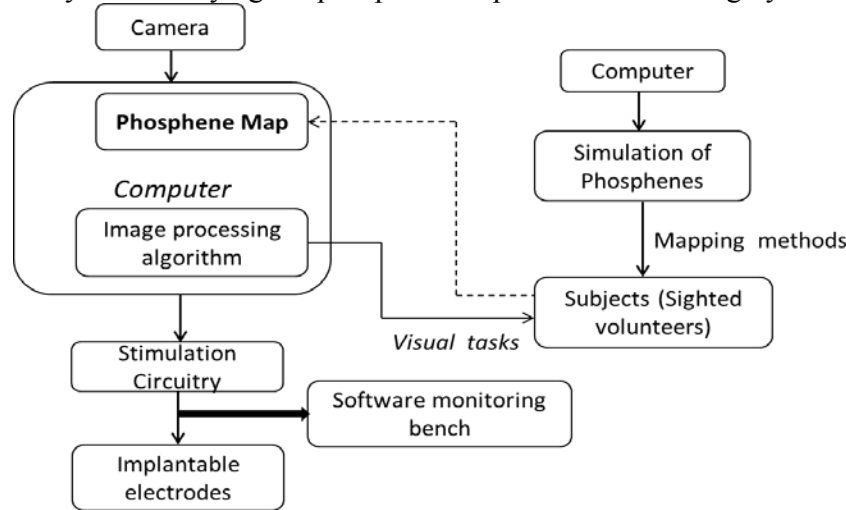 Camera
Phosphene Map
Computer
Image processing
algorithm
Stimulation
Circuitry
Software monitoring
bench
Implantable
electrodes
Computer
Simulation of
Phosphenes
Mapping methods
Subjects (Sighted
volunteers)
Visual tasks